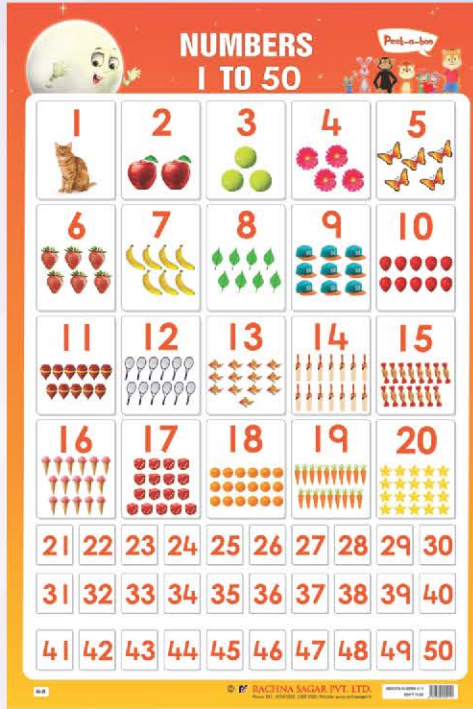 NUMBERS
1 TO 50
Peek-a-boo
1 2 3 4 5
6 7 8 9 10
11 12 13 14 15
16 17 18 19 20
21 22 23 24 25 26 27 28 29 30
31 32 33 34 35 36 37 38 39 40
41 42 43 44 45 46 47 48 49 50
© RACHNA SAGAR PVT. LTD.